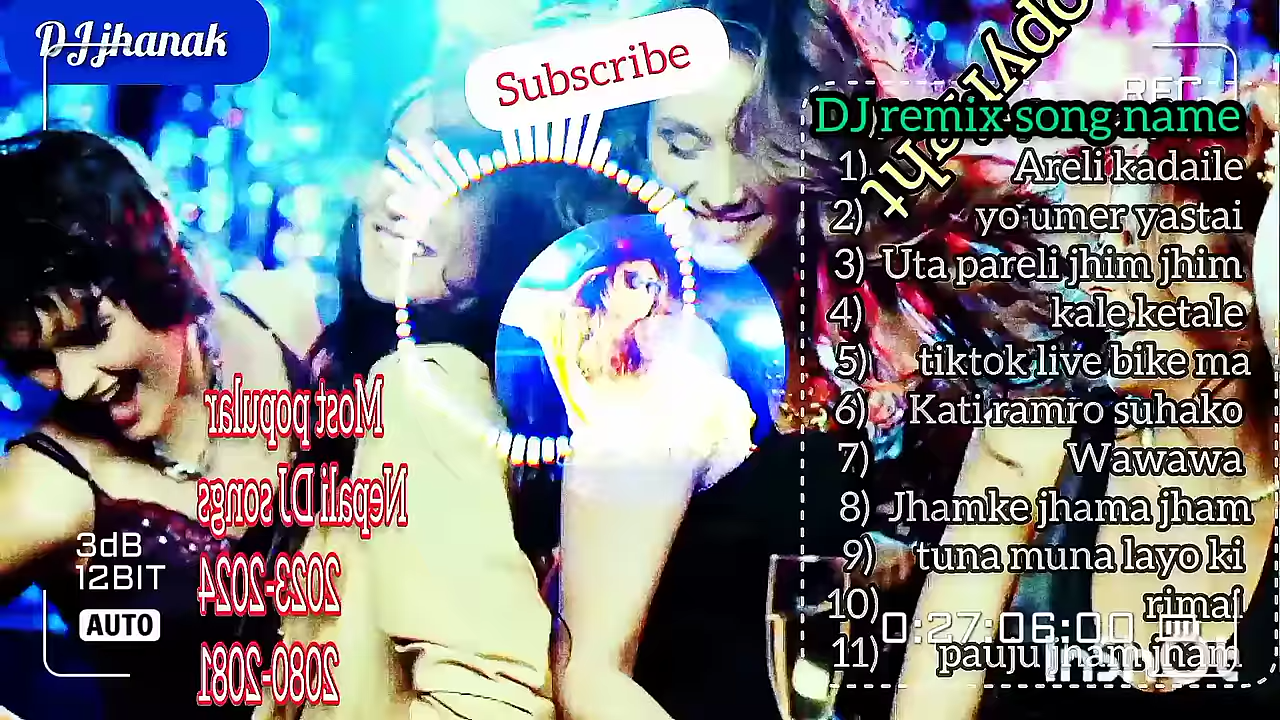 DJ jhanak
Subscribe
REC
DJ remix song name
1) Areli kadaile
2) yo umer yastai
3) Uta pareli jhim jhim
4) kale ketale
5) tiktok live bike ma
6) Kati ramro suhako
7) Wawawa
8) Jhamke jhama jham
9) tuna muna layo ki
10) rimai
11) pauju jham jham
Most popular
Nepali DJ songs
2023-2024
2080-2081
3dB
12BIT
AUTO
0:27:06:00